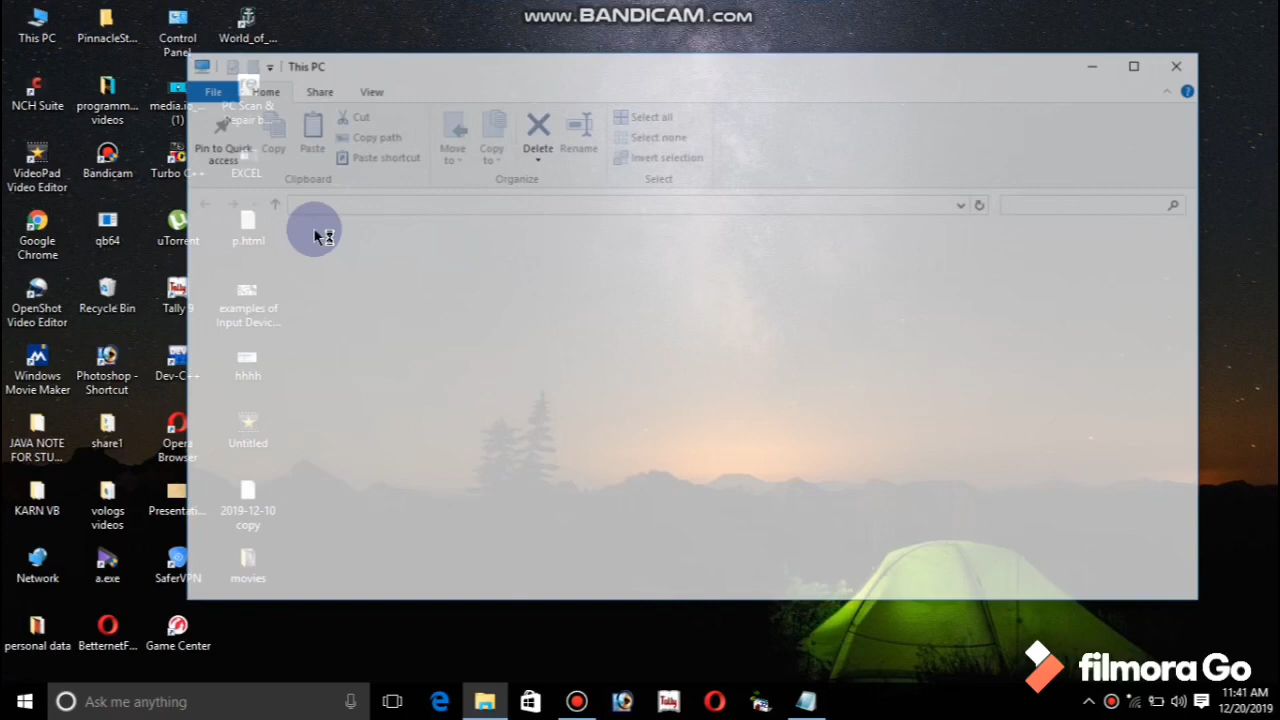 www.BANDICAM.com
This PC
PinnacleSt...
Control
Panel
World_of_...
This PC
File
Home
Share
View
NCH Suite
programm...
videos
media.io_...
(1)
PC Scan &
epair b...
Pin to Quick
access
Copy
Paste
Cut
Copy path
Paste shortcut
Clipboard
Move
to
Copy
to
Delete
Rename
Organize
Select all
Select none
Invert selection
Select
VideoPad
Video Editor
Bandicam
Turbo C++
EXCEL
Google
Chrome
qb64
uTorrent
p.html
OpenShot
Video Editor
Recycle Bin
Tally 9
examples of
Input Devic...
Windows
Movie Maker
Photoshop -
Shortcut
Dev-C++
hhhh
JAVA NOTE
FOR STU...
share1
Opera
Browser
Untitled
KARN VB
vologs
videos
Presentati...
2019-12-10
copy
Network
a.exe
SaferVPN
movies
personal data
BetternetF...
Game Center
filmora Go
Ask me anything
Tally
11:41 AM
12/20/2019